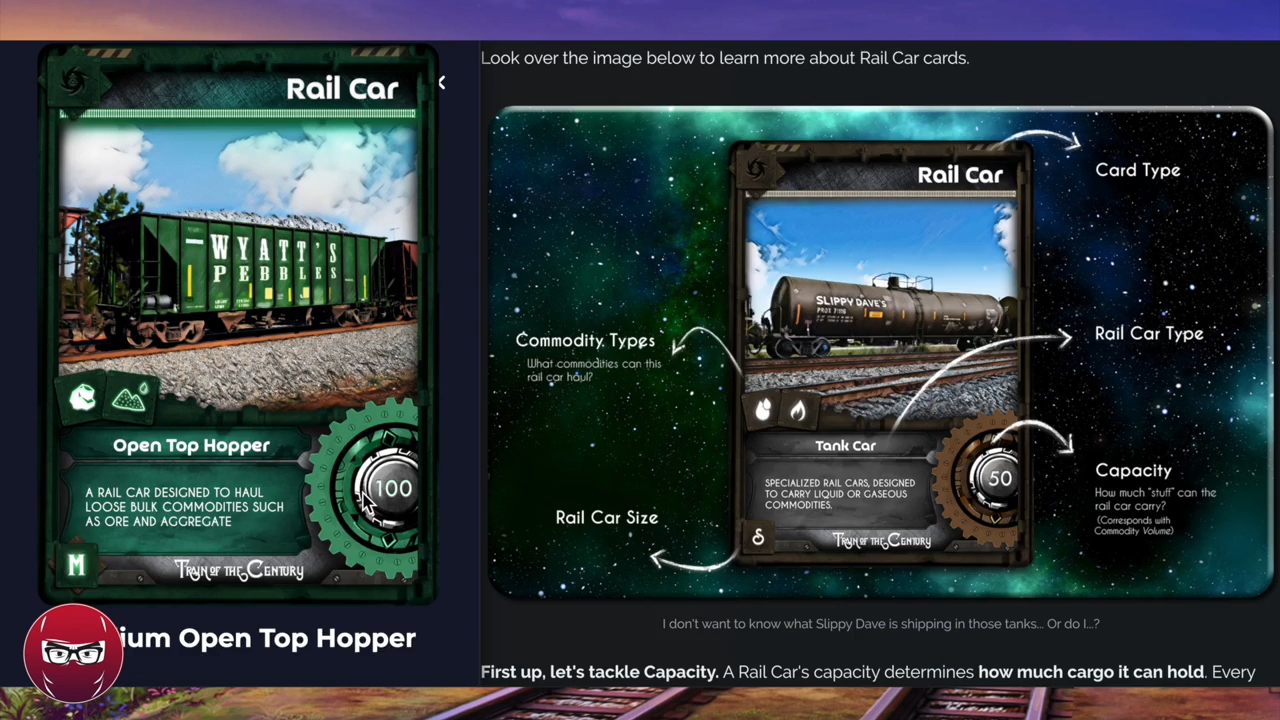 Rail Car
WYATT'S
PEBBLES
Open Top Hopper
A RAIL CAR DESIGNED TO HAUL
LOOSE BULK COMMODITIES SUCH
AS ORE AND AGGREGATE
100
M
TRAIN OF THE CENTURY
ium Open Top Hopper
Look over the image below to learn more about Rail Car cards.
Rail Car
Card Type
SLIPPY DAVE'S
Commodity Types
What commodities can this
rail car haul?
Rail Car Type
Tank Car
SPECIALIZED RAIL CARS, DESIGNED
TO CARRY LIQUID OR GASEOUS
COMMODITIES.
50
Capacity
How much "stuff" can the
rail car carry?
(Corresponds with
Commodity Volume)
Rail Car Size
S
TRAIN OF THE CENTURY
I don't want to know what Slippy Dave is shipping in those tanks... Or do I...?
First up, let's tackle Capacity. A Rail Car's capacity determines how much cargo it can hold. Every